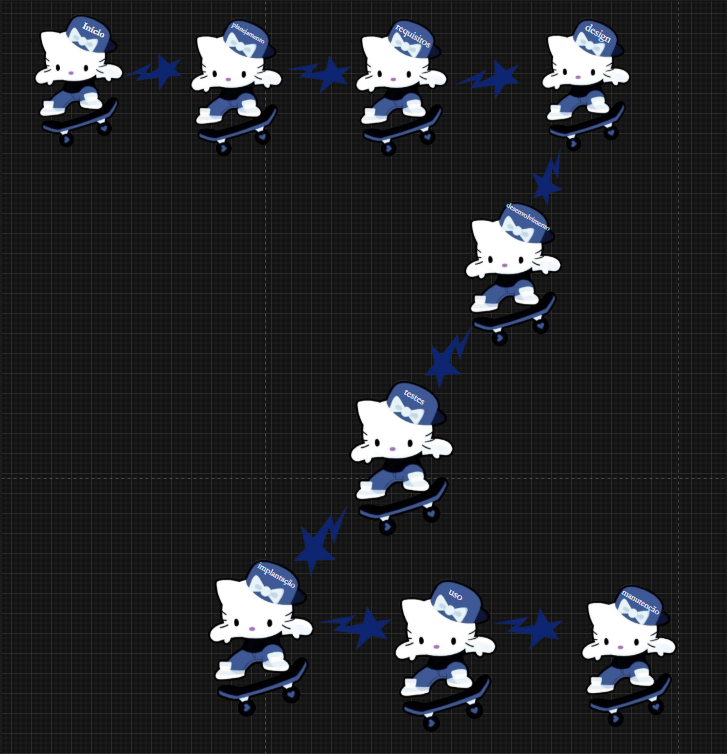 Início
planejamento
requisitos
design
desenvolvimento
testes
implantação
uso
manutenção